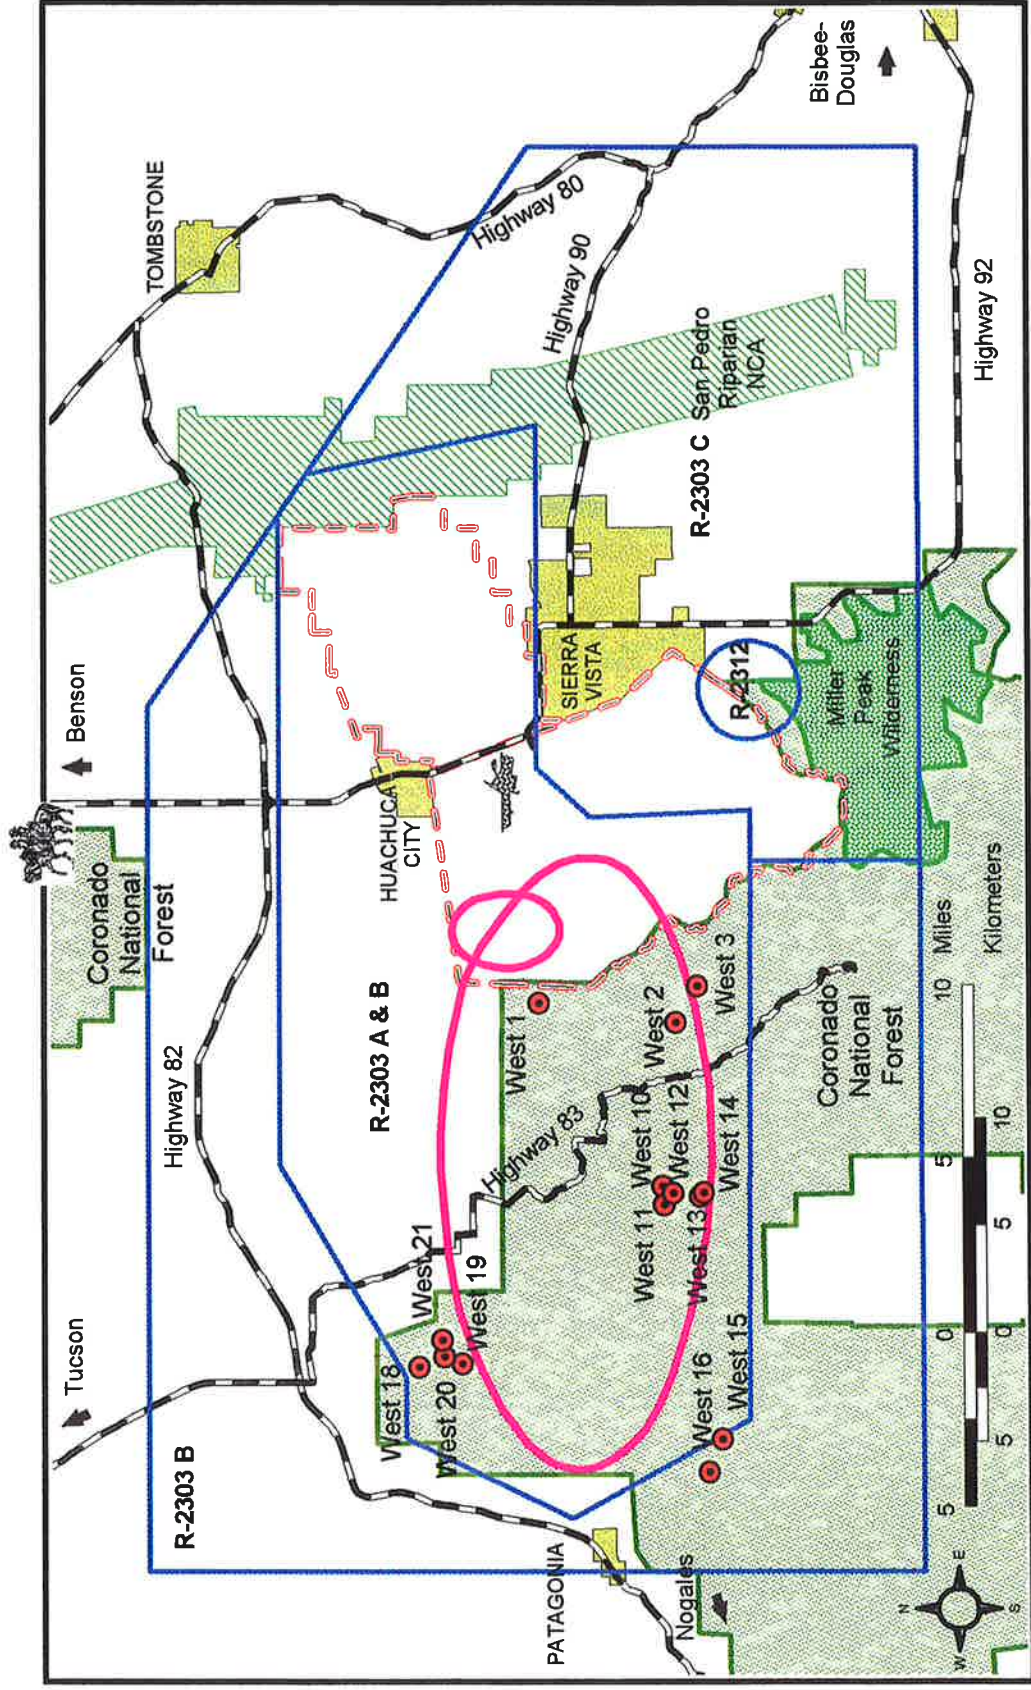 Tucson
Benson
TOMBSTONE
Bisbee-
Douglas
Coronado
National
Forest
R-2303 B
Highway 82
R-2303 A & B
HUACHUCA
CITY
Highway 80
Highway 90
SIERRA
VISTA
R-2303 C
San Pedro
Riparian
NCA
R-2312
Miller
Peak
Wilderness
Highway 92
Highway 83
West 18
West 21
West 20
West 19
West 1
West 2
West 3
West 10
West 11
West 12
West 13
West 14
West 16
West 15
PATAGONIA
Nogales
Coronado
National
Forest
N
W
E
S
5
0
5
10
Miles
5
0
5
10
Kilometers